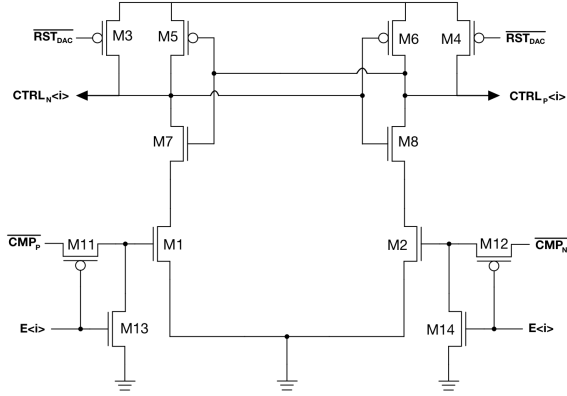 RST_DAC M3 M5 M6 M4 RST_DAC
CTRL_N<i> CTRL_P<i>
M7 M8
CMP_P M11 M1 M2 M12 CMP_N
E<i> M13 M14 E<i>